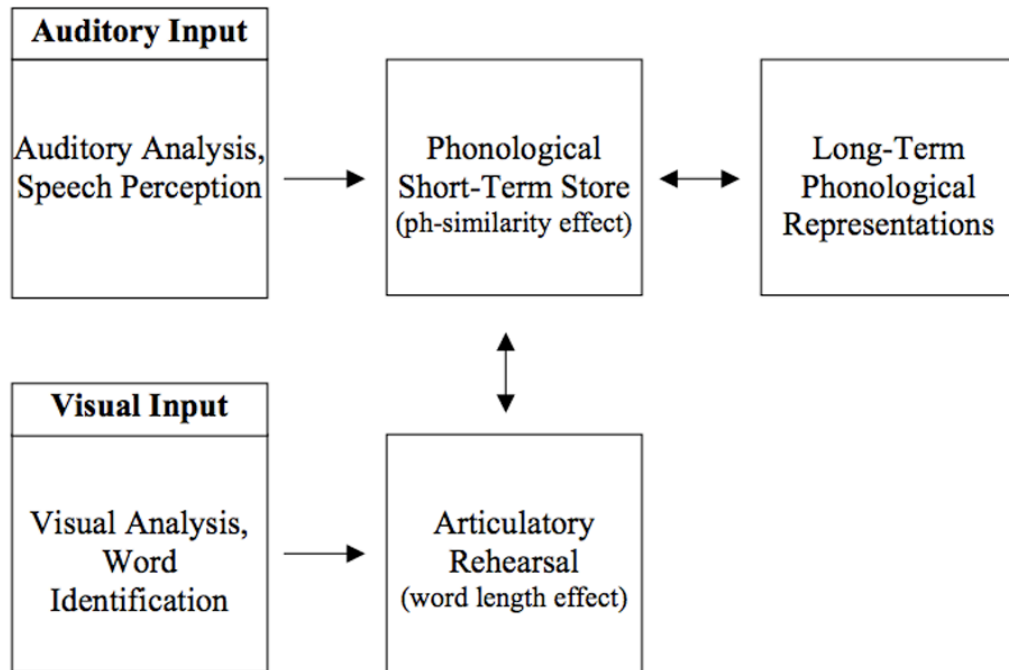 Auditory Input
Auditory Analysis,
Speech Perception
Phonological
Short-Term Store
(ph-similarity effect)
Long-Term
Phonological
Representations
Visual Input
Visual Analysis,
Word
Identification
Articulatory
Rehearsal
(word length effect)